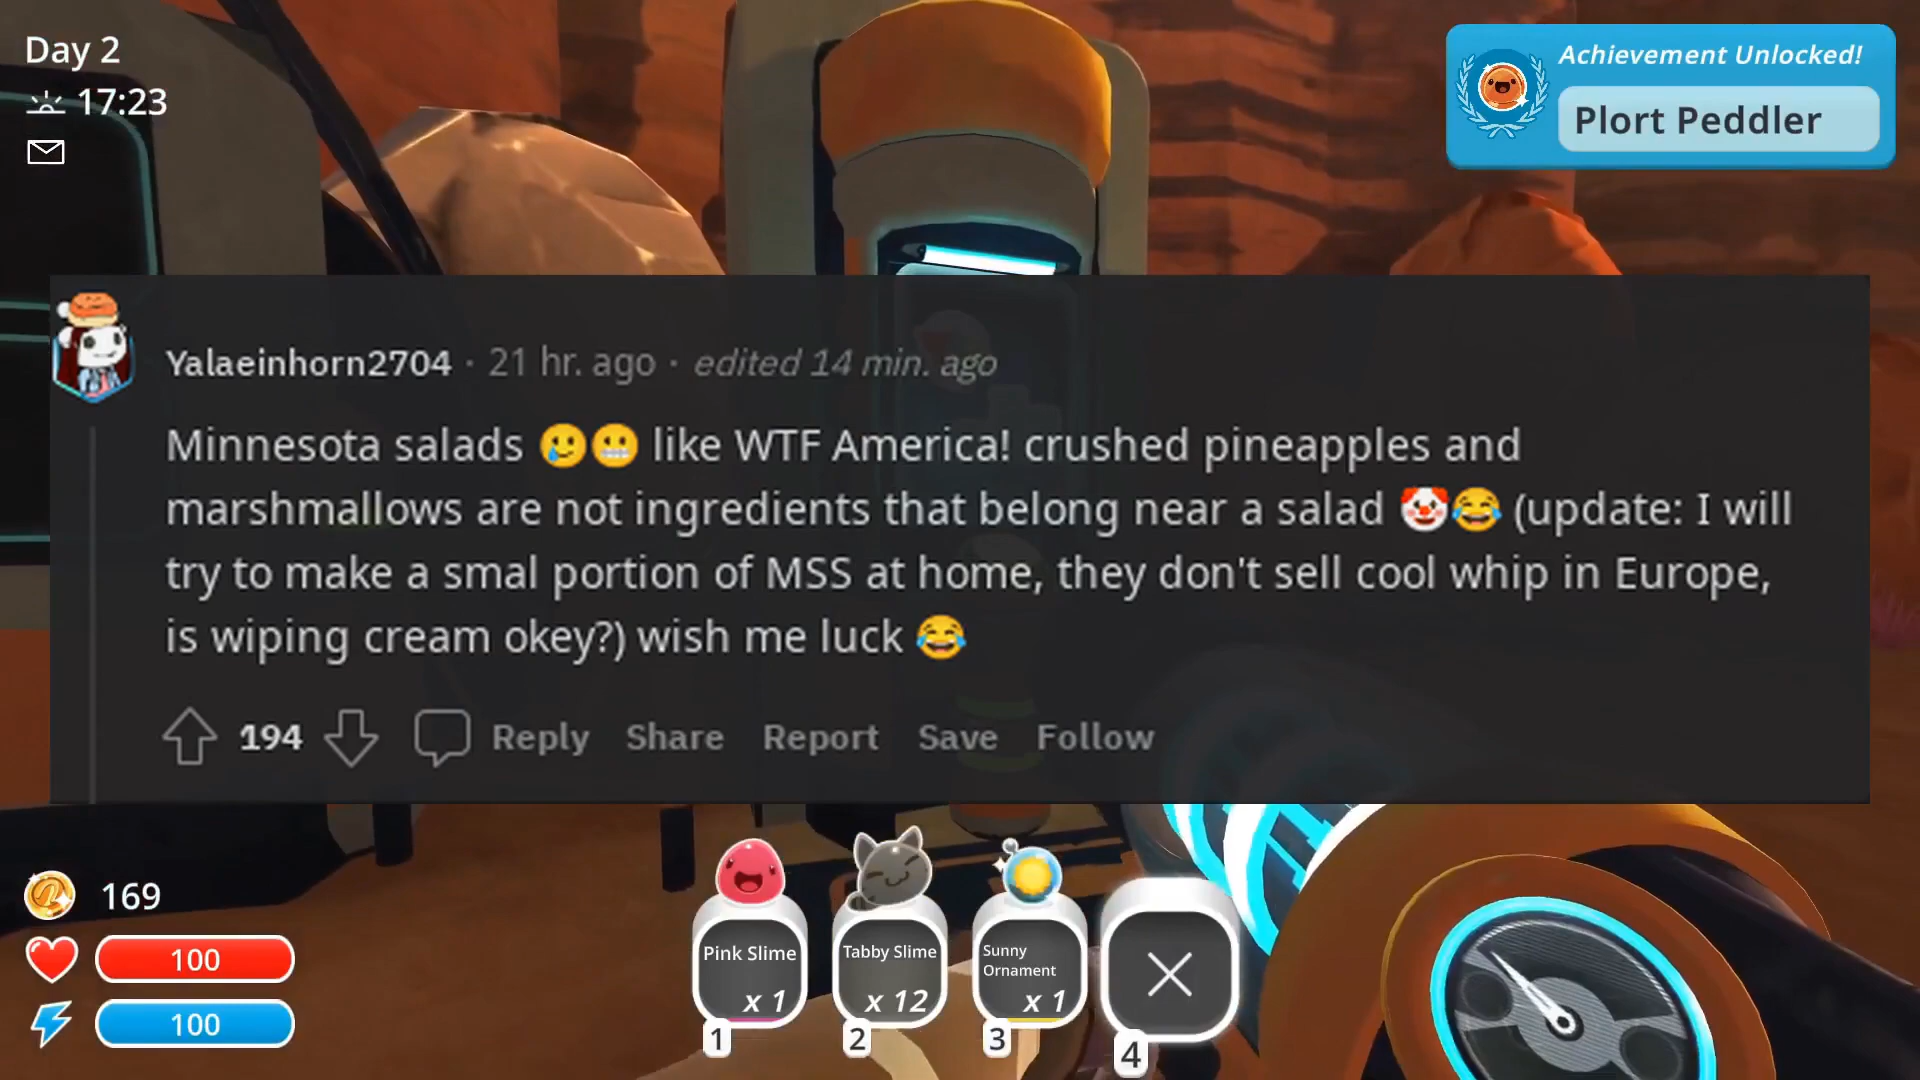 Day 2
17:23
Achievement Unlocked!
Plort Peddler
Yalaeinhorn2704 · 21 hr. ago · edited 14 min. ago
Minnesota salads 🥲😬 like WTF America! crushed pineapples and
marshmallows are not ingredients that belong near a salad 🤡😂 (update: I will
try to make a smal portion of MSS at home, they don't sell cool whip in Europe,
is wiping cream okey?) wish me luck 😂
194 Reply Share Report Save Follow
169
100
100
Pink Slime
x 1
1
Tabby Slime
x 12
2
Sunny
Ornament
x 1
3
4